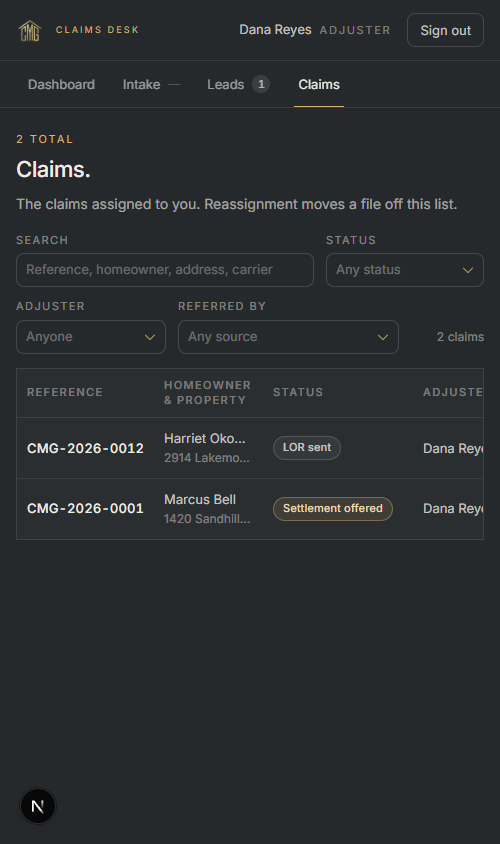 CMG
CLAIMS DESK
Dana Reyes ADJUSTER
Sign out
Dashboard
Intake —
Leads 1
Claims
2 TOTAL
Claims.
The claims assigned to you. Reassignment moves a file off this list.
SEARCH
STATUS
Reference, homeowner, address, carrier
Any status
ADJUSTER
REFERRED BY
Anyone
Any source
2 claims
REFERENCE
HOMEOWNER
& PROPERTY
STATUS
ADJUSTE
CMG-2026-0012
Harriet Oko...
2914 Lakemo...
LOR sent
Dana Reye
CMG-2026-0001
Marcus Bell
1420 Sandhill...
Settlement offered
Dana Reye
N